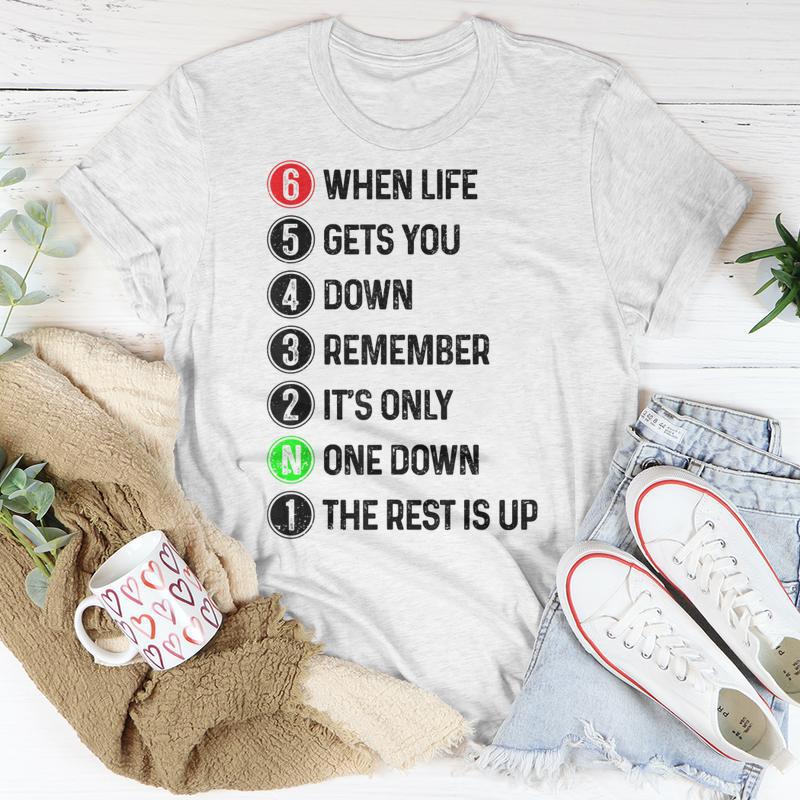 6 WHEN LIFE
5 GETS YOU
4 DOWN
3 REMEMBER
2 IT'S ONLY
N ONE DOWN
1 THE REST IS UP